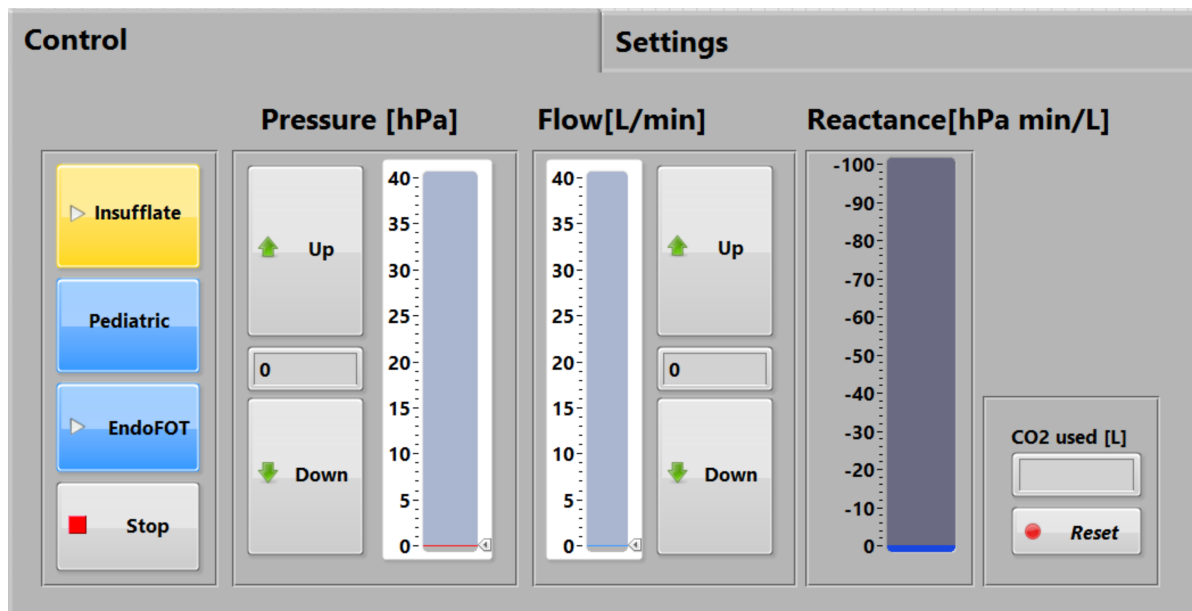 Control
Settings
Pressure [hPa]
Flow[L/min]
Reactance[hPa min/L]
Insufflate
Pediatric
EndoFOT
Stop
Up
0
Down
40
35
30
25
20
15
10
5
0
40
35
30
25
20
15
10
5
0
Up
0
Down
-100
-90
-80
-70
-60
-50
-40
-30
-20
-10
0
CO2 used [L]
Reset